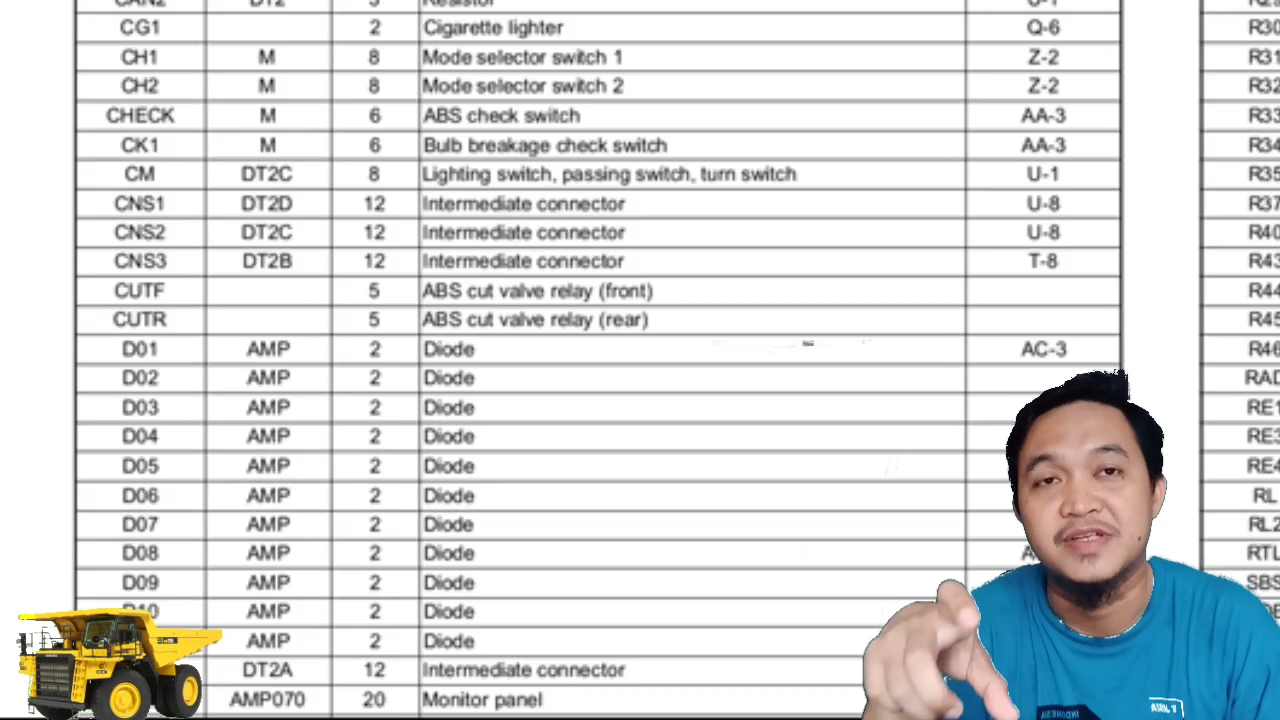 CAN2 DT2 3 Resistor U-1
CG1 2 Cigarette lighter Q-6 R30
CH1 M 8 Mode selector switch 1 Z-2 R31
CH2 M 8 Mode selector switch 2 Z-2 R32
CHECK M 6 ABS check switch AA-3 R33
CK1 M 6 Bulb breakage check switch AA-3 R34
CM DT2C 8 Lighting switch, passing switch, turn switch U-1 R35
CNS1 DT2D 12 Intermediate connector U-8 R37
CNS2 DT2C 12 Intermediate connector U-8 R40
CNS3 DT2B 12 Intermediate connector T-8 R43
CUTF 5 ABS cut valve relay (front) R44
CUTR 5 ABS cut valve relay (rear) R45
D01 AMP 2 Diode AC-3 R46
D02 AMP 2 Diode RAD
D03 AMP 2 Diode RE1
D04 AMP 2 Diode RE3
D05 AMP 2 Diode RE4
D06 AMP 2 Diode RL
D07 AMP 2 Diode RL2
D08 AMP 2 Diode RTL
D09 AMP 2 Diode SBS
D10 AMP 2 Diode
AMP 2 Diode
DT2A 12 Intermediate connector
AMP070 20 Monitor panel